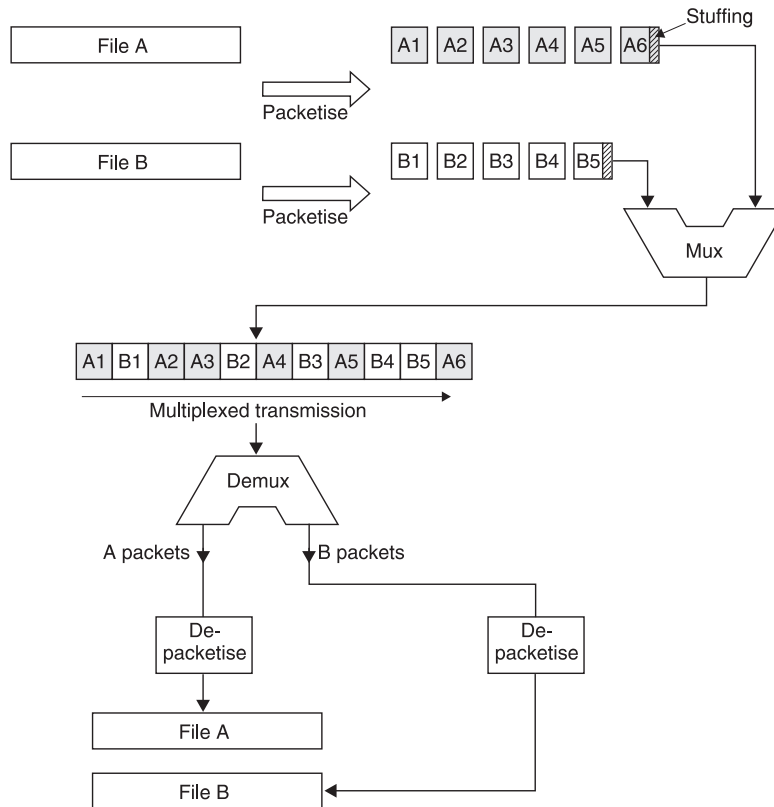 Stuffing
File A
A1 A2 A3 A4 A5 A6
Packetise
File B
B1 B2 B3 B4 B5
Packetise
Mux
A1 B1 A2 A3 B2 A4 B3 A5 B4 B5 A6
Multiplexed transmission
Demux
A packets
B packets
De-
packetise
De-
packetise
File A
File B